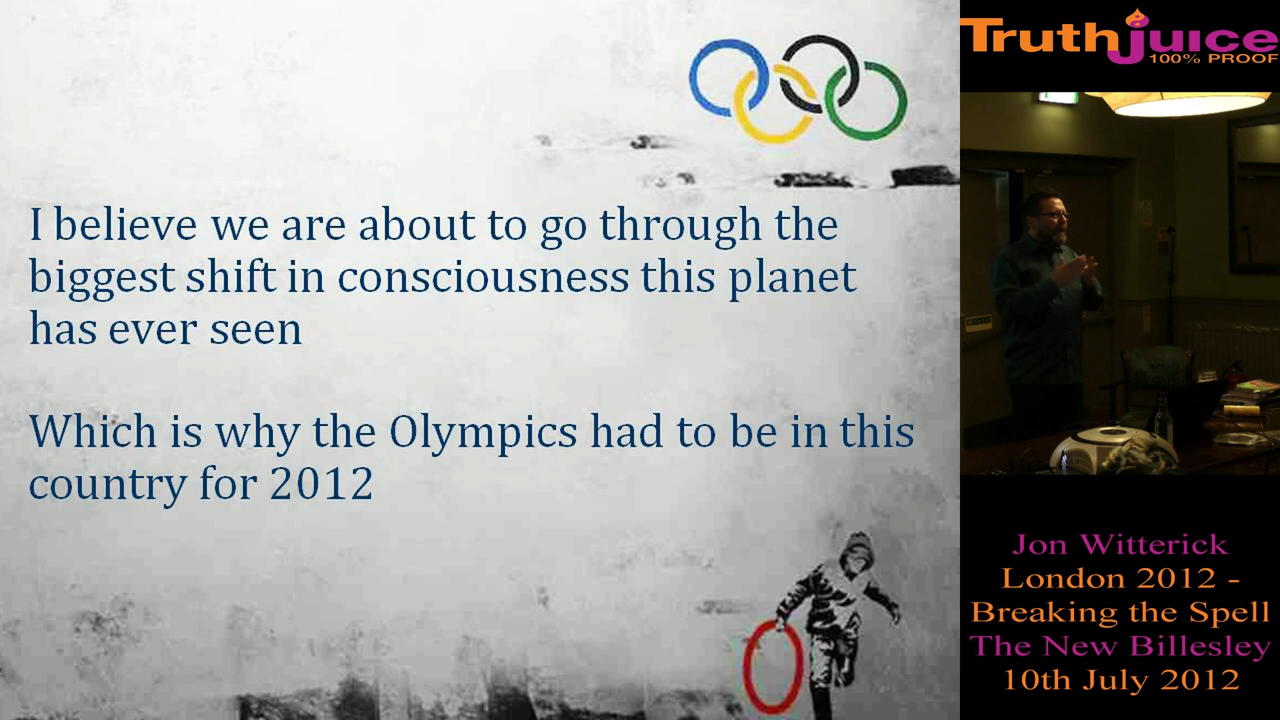 I believe we are about to go through the
biggest shift in consciousness this planet
has ever seen
Which is why the Olympics had to be in this
country for 2012
Truthjuice
100% PROOF
Jon Witterick
London 2012 -
Breaking the Spell
The New Billesley
10th July 2012